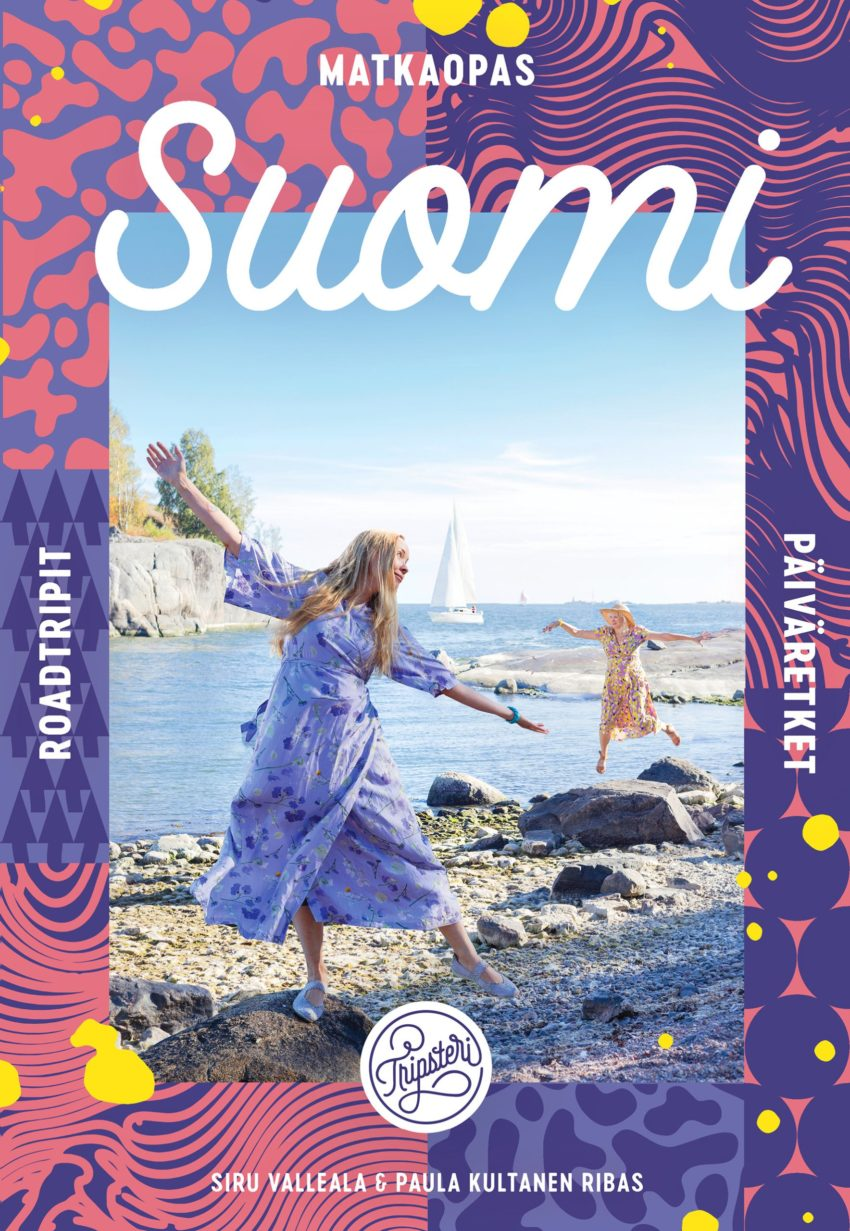 MATKAOPAS
Suomi
ROADTRIPIT
PÄIVÄRETKET
Tripsteri
SIRU VALLEALA & PAULA KULTANEN RIBAS